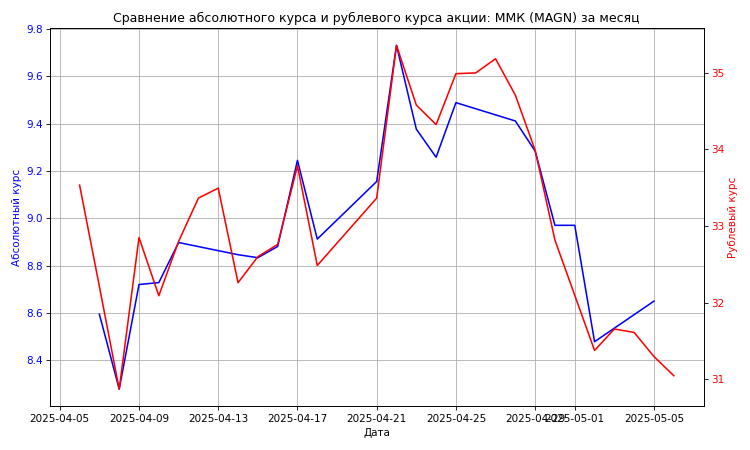 Сравнение абсолютного курса и рублевого курса акции: ММК (MAGN) за месяц
9.8
9.6
9.4
9.2
9.0
8.8
8.6
8.4
Абсолютный курс
35
34
33
32
31
Рублевый курс
2025-04-05 2025-04-09 2025-04-13 2025-04-17 2025-04-21 2025-04-25 2025-04-29 2025-05-01 2025-05-05
Дата